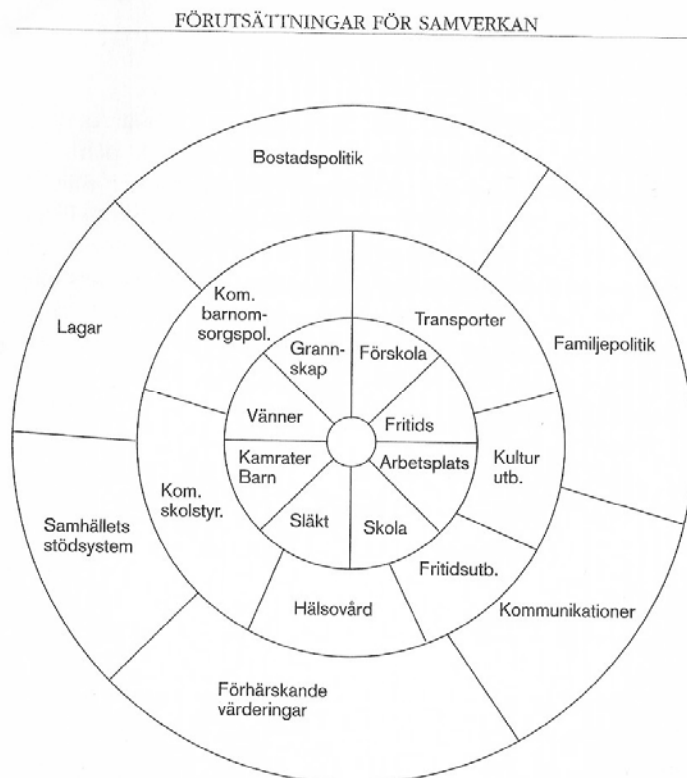 FÖRUTSÄTTNINGAR FÖR SAMVERKAN
Bostadspolitik
Lagar
Familjepolitik
Samhällets
stödsystem
Kommunikationer
Förhärskande
värderingar
Kom.
barnom-
sorgspol.
Transporter
Kultur
utb.
Fritidsutb.
Hälsovård
Kom.
skolstyr.
Grann-
skap
Förskola
Fritids
Arbetsplats
Skola
Släkt
Kamrater
Barn
Vänner